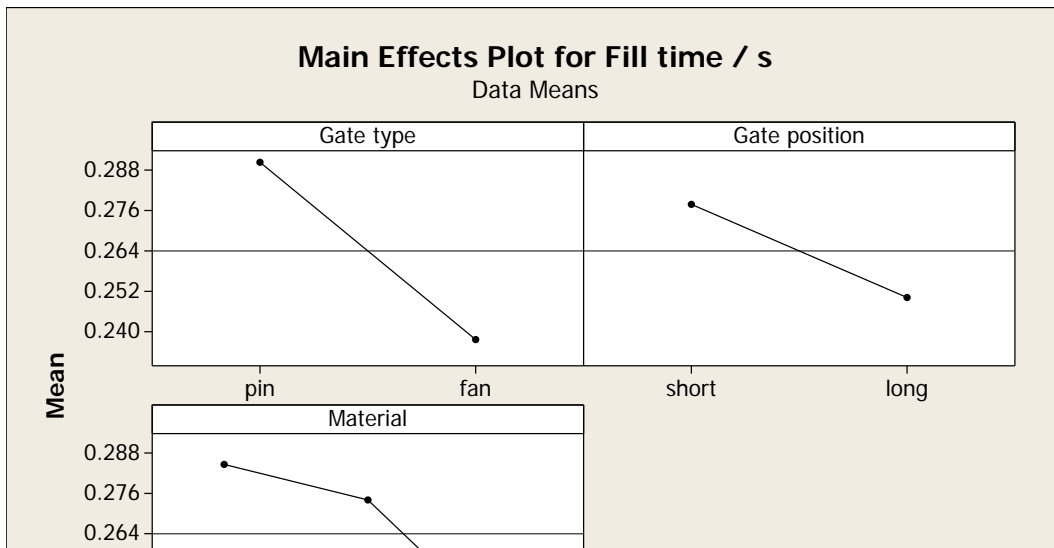 Main Effects Plot for Fill time / s
Data Means
Gate type
Gate position
0.288
0.276
0.264
0.252
0.240
Mean
pin
fan
short
long
Material
0.288
0.276
0.264